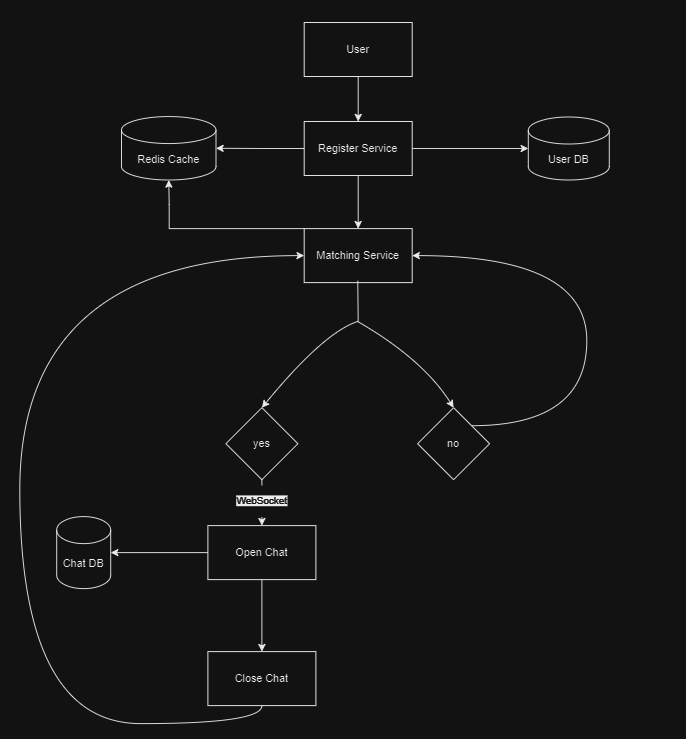 User
Redis Cache
Register Service
User DB
Matching Service
yes
no
WebSocket
Open Chat
Chat DB
Close Chat